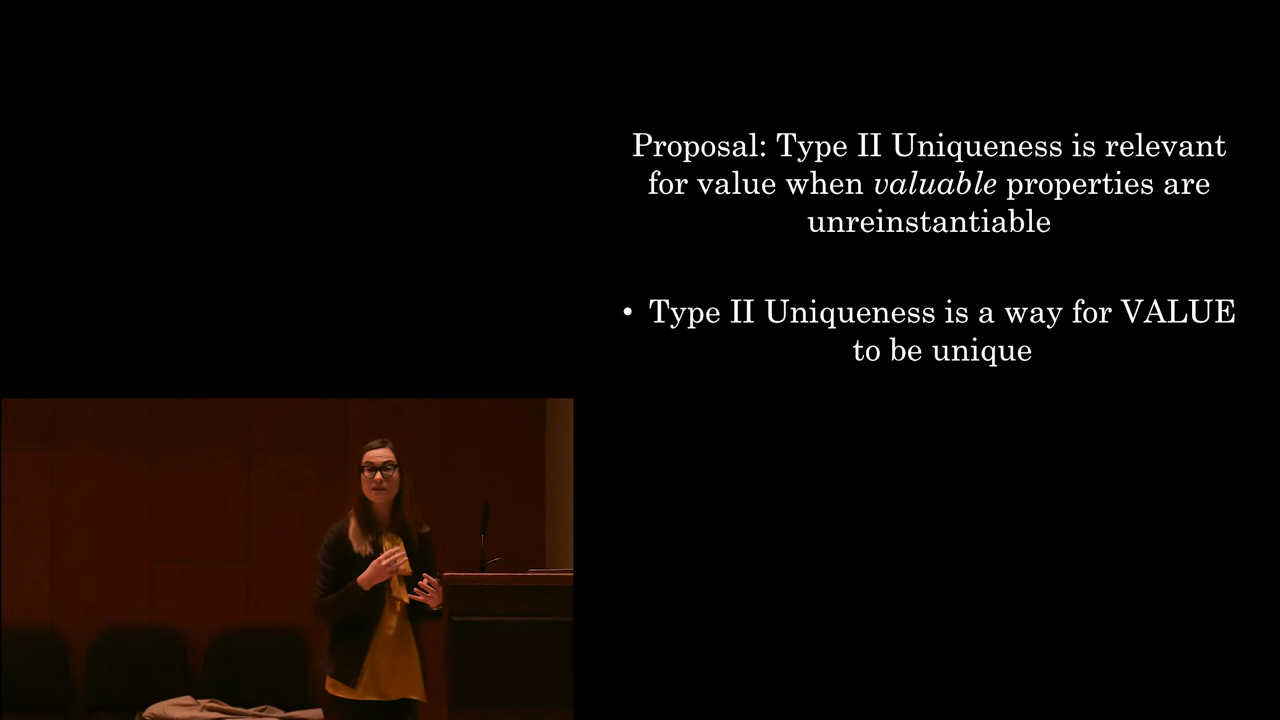 Proposal: Type II Uniqueness is relevant
for value when valuable properties are
unreinstantiable
• Type II Uniqueness is a way for VALUE
to be unique